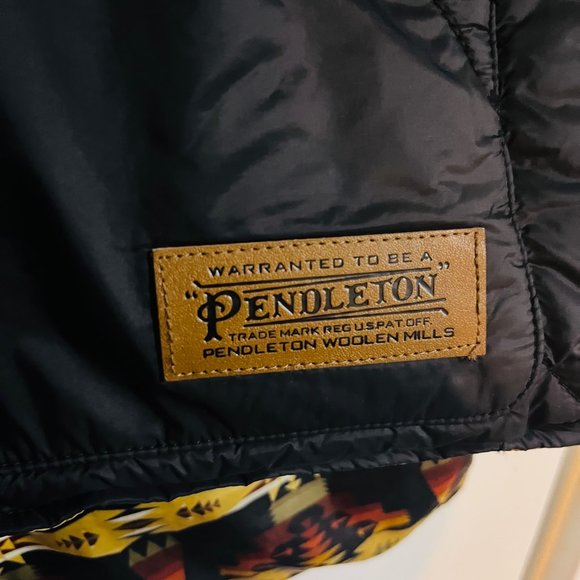 WARRANTED TO BE A
"PENDLETON"
TRADE MARK REG U.S.PAT.OFF
PENDLETON WOOLEN MILLS